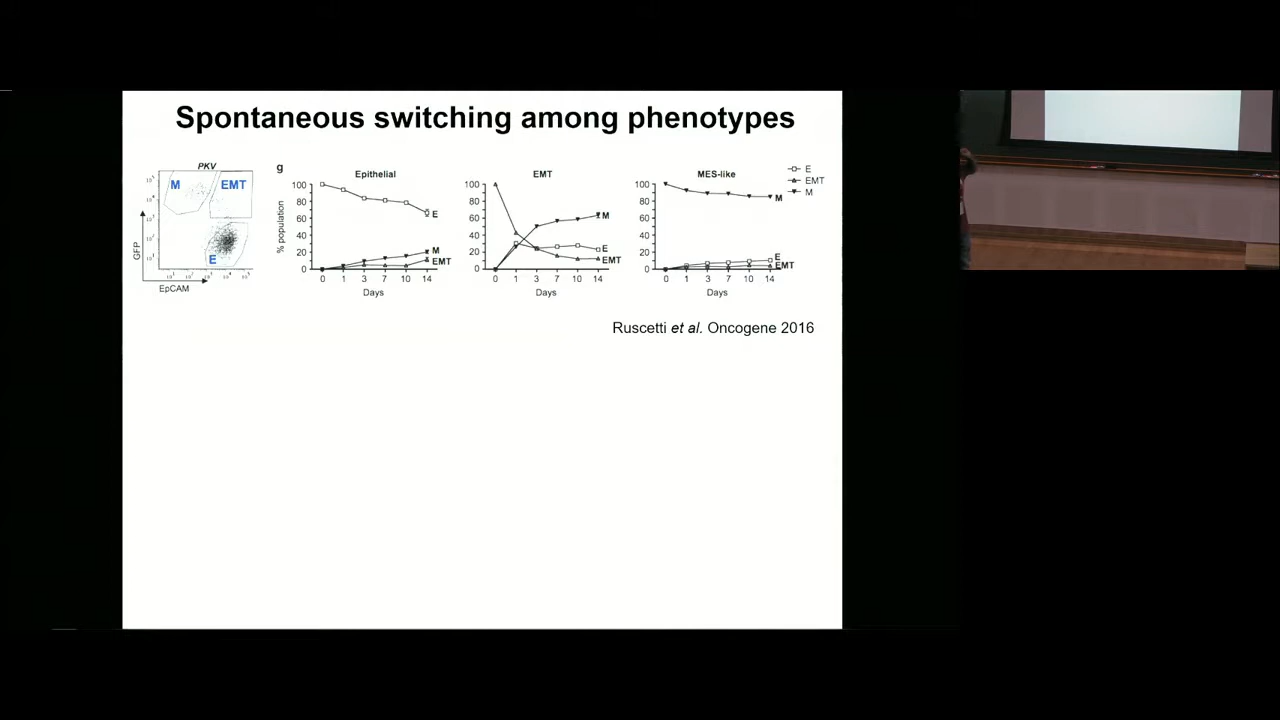 Spontaneous switching among phenotypes
PKV
M
EMT
E
GFP
EpCAM
g
Epithelial
% population
100
80
60
40
20
0
E
M
EMT
0 1 3 7 10 14
Days
EMT
100
80
60
40
20
0
M
E
EMT
0 1 3 7 10 14
Days
MES-like
100
80
60
40
20
0
M
E
EMT
0 1 3 7 10 14
Days
E
EMT
M
Ruscetti et al. Oncogene 2016